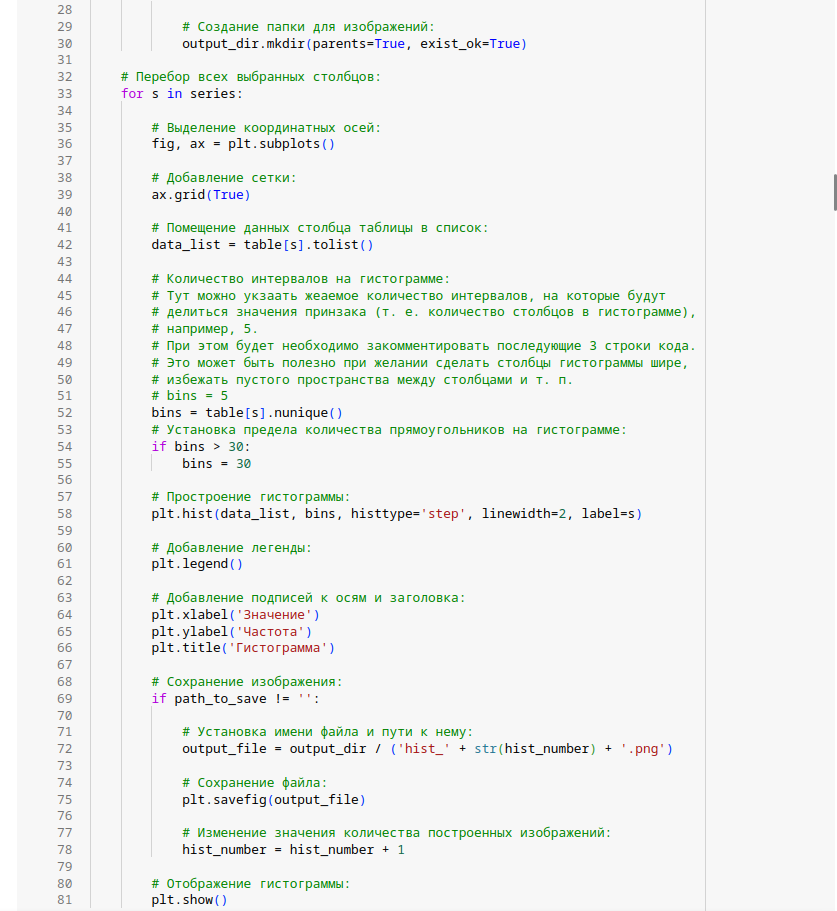 28
29 # Создание папки для изображений:
30 output_dir.mkdir(parents=True, exist_ok=True)
31
32 # Перебор всех выбранных столбцов:
33 for s in series:
34
35 # Выделение координатных осей:
36 fig, ax = plt.subplots()
37
38 # Добавление сетки:
39 ax.grid(True)
40
41 # Помещение данных столбца таблицы в список:
42 data_list = table[s].tolist()
43
44 # Количество интервалов на гистограмме:
45 # Тут можно укзаать жеаемое количество интервалов, на которые будут
46 # делиться значения принзака (т. е. количество столбцов в гистограмме),
47 # например, 5.
48 # При этом будет необходимо закомментировать последующие 3 строки кода.
49 # Это может быть полезно при желании сделать столбцы гистограммы шире,
50 # избежать пустого пространства между столбцами и т. п.
51 # bins = 5
52 bins = table[s].nunique()
53 # Установка предела количества прямоугольников на гистограмме:
54 if bins > 30:
55 bins = 30
56
57 # Простроение гистограммы:
58 plt.hist(data_list, bins, histtype='step', linewidth=2, label=s)
59
60 # Добавление легенды:
61 plt.legend()
62
63 # Добавление подписей к осям и заголовка:
64 plt.xlabel('Значение')
65 plt.ylabel('Частота')
66 plt.title('Гистограмма')
67
68 # Сохранение изображения:
69 if path_to_save != '':
70
71 # Установка имени файла и пути к нему:
72 output_file = output_dir / ('hist_' + str(hist_number) + '.png')
73
74 # Сохранение файла:
75 plt.savefig(output_file)
76
77 # Изменение значения количества построенных изображений:
78 hist_number = hist_number + 1
79
80 # Отображение гистограммы:
81 plt.show()